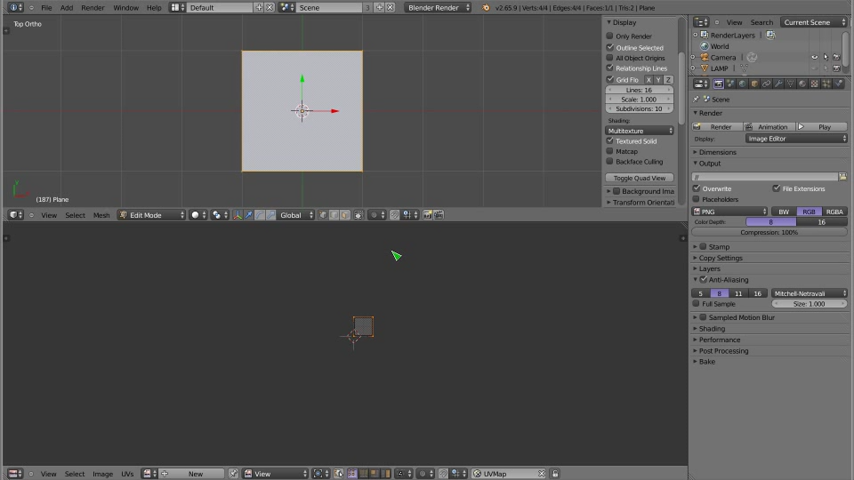 File Add Render Window Help Default Scene 3 Blender Render v2.65.9 | Verts:4/4 | Edges:4/4 | Faces:1/1 | Tris:2 | Plane
Top Ortho
(187) Plane
Display
Only Render
Outline Selected
All Object Origins
Relationship Lines
Grid Flo X Y Z
Lines: 16
Scale: 1.000
Subdivisions: 10
Shading:
Multitexture
Textured Solid
Matcap
Backface Culling
Toggle Quad View
Background Ima
Transform Orientati
View Select Mesh Edit Mode Global
View Select Image UVs New View UVMap
View Search Current Scene
RenderLayers
World
Camera
LAMP
Scene
Render
Render Animation Play
Display: Image Editor
Dimensions
Output
//
Overwrite File Extensions
Placeholders
PNG BW RGB RGBA
Color Depth: 8 16
Compression: 100%
Stamp
Copy Settings
Layers
Anti-Aliasing
5 8 11 16 Mitchell-Netravali
Full Sample Size: 1.000
Sampled Motion Blur
Shading
Performance
Post Processing
Bake